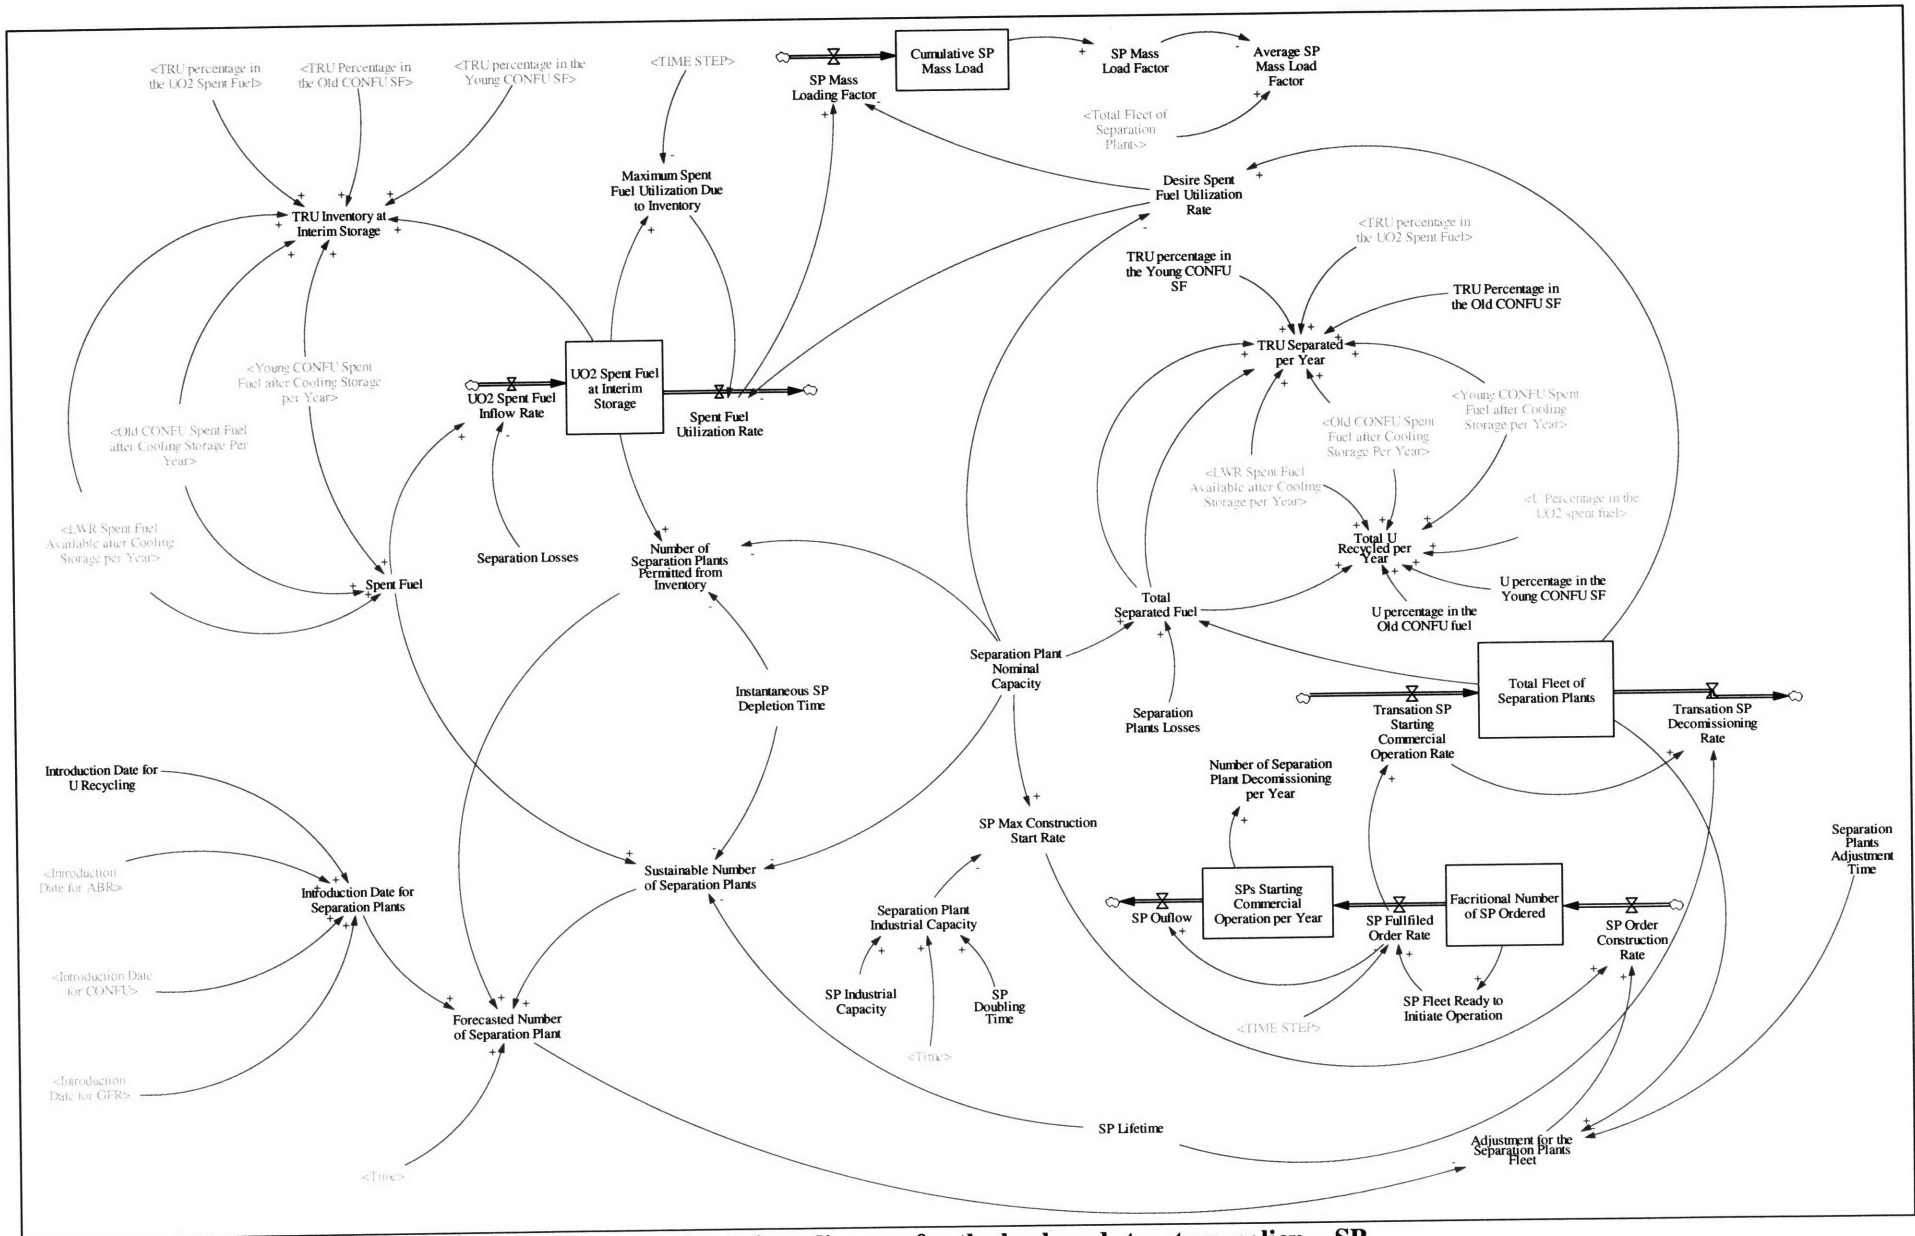 <TRU percentage in
the UO2 Spent Fuel>
<TRU Percentage in
the Old CONFU SF>
<TRU percentage in the
Young CONFU SF>
<TIME STEP>
SP Mass
Loading Factor
Cumulative SP
Mass Load
SP Mass
Load Factor
Average SP
Mass Load
Factor
<Total Fleet of
Separation
Plants>
Maximum Spent
Fuel Utilization Due
to Inventory
Desire Spent
Fuel Utilization
Rate
TRU Inventory at
Interim Storage
<TRU percentage in
the UO2 Spent Fuel>
TRU percentage in
the Young CONFU
SF
TRU Percentage in
the Old CONFU SF
TRU Separated
per Year
<Young CONFU Spent
Fuel after Cooling Storage
per Year>
UO2 Spent Fuel
Inflow Rate
UO2 Spent Fuel
at Interim
Storage
Spent Fuel
Utilization Rate
<Young CONFU Spent
Fuel after Cooling
Storage per Year>
<Old CONFU Spent
Fuel after Cooling
Storage Per Year>
<Old CONFU Spent Fuel
after Cooling Storage Per
Year>
<LWR Spent Fuel
Available after Cooling
Storage per Year>
<U Percentage in the
UO2 spent fuel>
<LWR Spent Fuel
Available after Cooling
Storage per Year>
Separation Losses
Number of
Separation Plants
Permitted from
Inventory
Total U
Recycled per
Year
Spent Fuel
U percentage in the
Young CONFU SF
Total
Separated Fuel
U percentage in the
Old CONFU fuel
Separation Plant
Nominal
Capacity
Instantaneous SP
Depletion Time
Separation
Plants Losses
Total Fleet of
Separation Plants
Transation SP
Starting
Commercial
Operation Rate
Transation SP
Decomissioning
Rate
Introduction Date for
U Recycling
Number of Separation
Plant Decomissioning
per Year
SP Max Construction
Start Rate
Separation
Plants
Adjustment
Time
<Introduction
Date for ABR>
Introduction Date for
Separation Plants
Sustainable Number
of Separation Plants
Separation Plant
Industrial Capacity
SP Ouflow
SPs Starting
Commercial
Operation per Year
SP Fullfiled
Order Rate
Facritional Number
of SP Ordered
SP Order
Construction
Rate
<Introduction Date
for CONFU>
SP Industrial
Capacity
SP
Doubling
Time
SP Fleet Ready to
Initiate Operation
Forecasted Number
of Separation Plant
<TIME STEP>
<Time>
<Introduction
Date for GFR>
SP Lifetime
Adjustment for the
Separation Plants
Fleet
<Time>